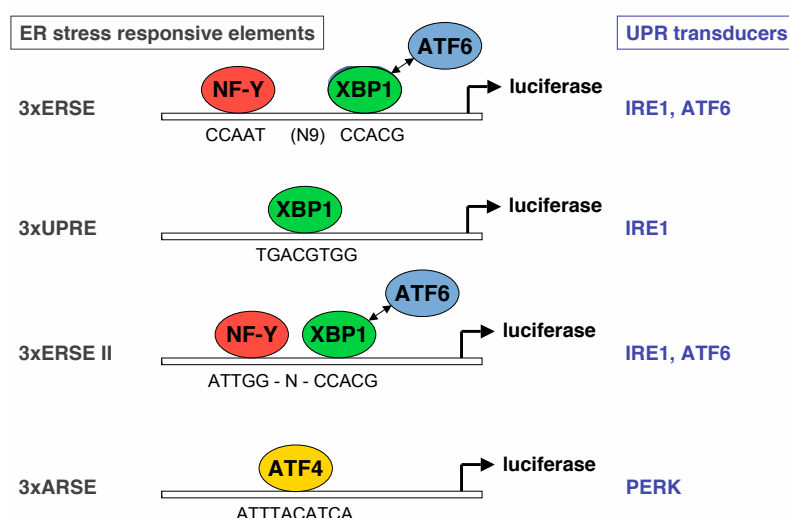 ER stress responsive elements
UPR transducers
ATF6
NF-Y
XBP1
luciferase
3xERSE
IRE1, ATF6
CCAAT (N9) CCACG
XBP1
luciferase
3xUPRE
IRE1
TGACGTGG
ATF6
NF-Y
XBP1
luciferase
3xERSE II
IRE1, ATF6
ATTGG - N - CCACG
ATF4
luciferase
3xARSE
PERK
ATTTACATCA